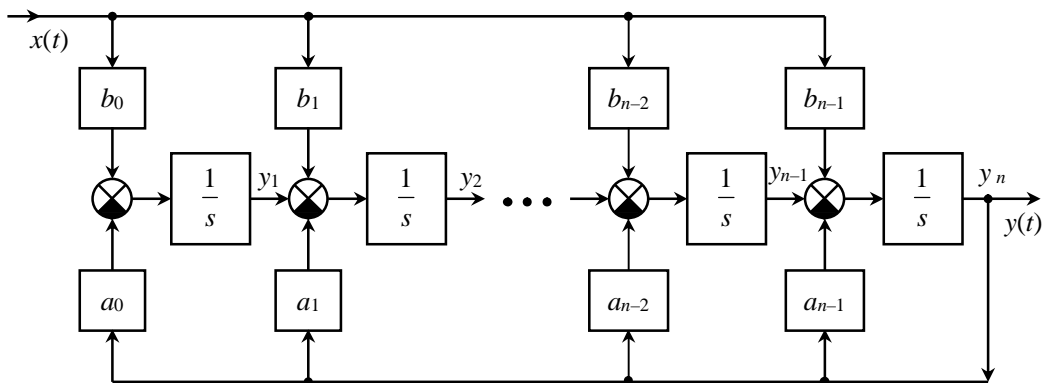 x(t)
b₀ b₁ bₙ₋₂ bₙ₋₁
1/s y₁ 1/s y₂ ••• 1/s yₙ₋₁ 1/s yₙ
y(t)
a₀ a₁ aₙ₋₂ aₙ₋₁